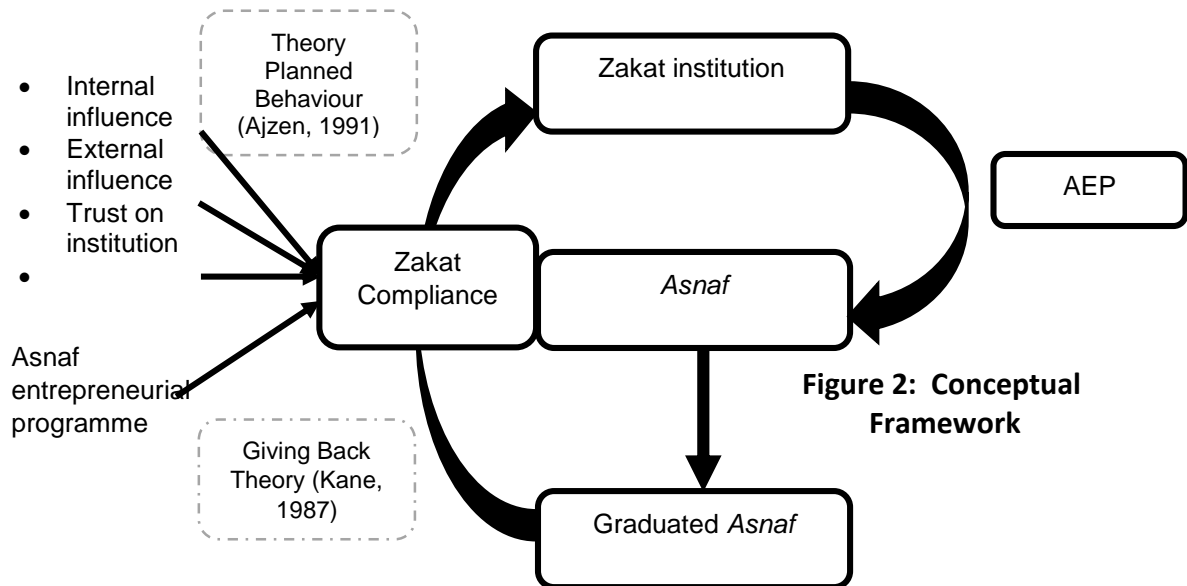 Theory
Planned
Behaviour
(Ajzen, 1991)
• Internal
influence
• External
influence
• Trust on
institution
•
Asnaf
entrepreneurial
programme
Giving Back
Theory (Kane,
1987)
Zakat
Compliance
Zakat institution
Asnaf
Graduated Asnaf
AEP
Figure 2: Conceptual
Framework